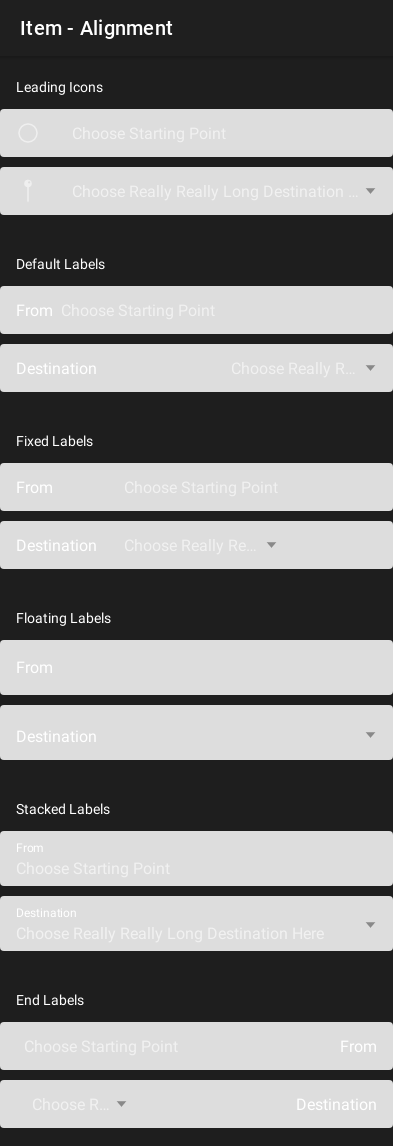 Item - Alignment
Leading Icons
Choose Starting Point
Choose Really Really Long Destination ...
Default Labels
From Choose Starting Point
Destination Choose Really R...
Fixed Labels
From Choose Starting Point
Destination Choose Really Re...
Floating Labels
From
Destination
Stacked Labels
From
Choose Starting Point
Destination
Choose Really Really Long Destination Here
End Labels
Choose Starting Point From
Choose R... Destination